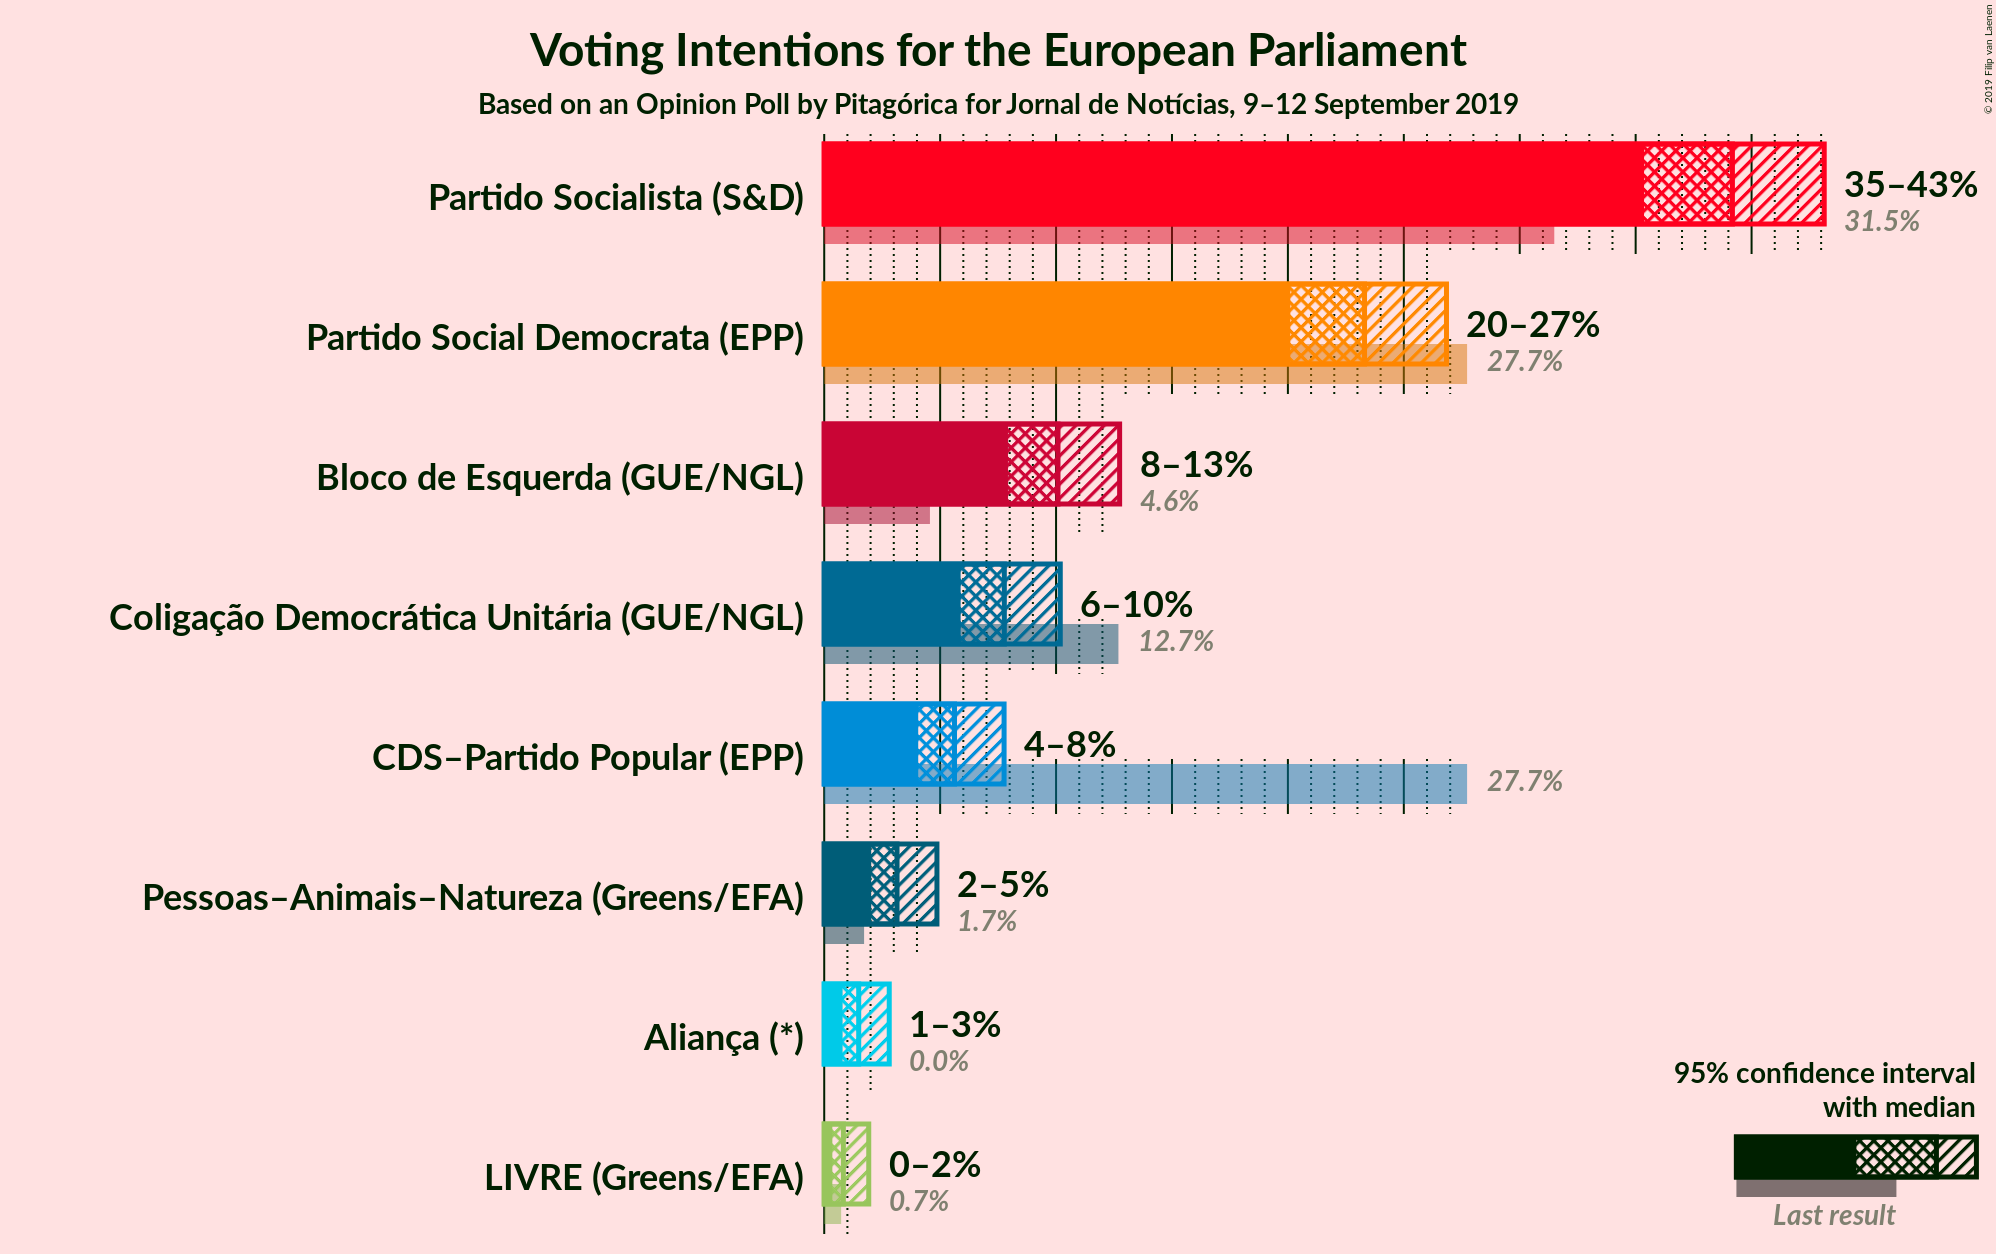 Voting Intentions for the European Parliament
Based on an Opinion Poll by Pitagórica for Jornal de Notícias, 9–12 September 2019
© 2019 Filip van Laenen
Partido Socialista (S&D)
35–43%
31.5%
Partido Social Democrata (EPP)
20–27%
27.7%
Bloco de Esquerda (GUE/NGL)
8–13%
4.6%
Coligação Democrática Unitária (GUE/NGL)
6–10%
12.7%
CDS–Partido Popular (EPP)
4–8%
27.7%
Pessoas–Animais–Natureza (Greens/EFA)
2–5%
1.7%
Aliança (*)
1–3%
0.0%
LIVRE (Greens/EFA)
0–2%
0.7%
95% confidence interval
with median
Last result